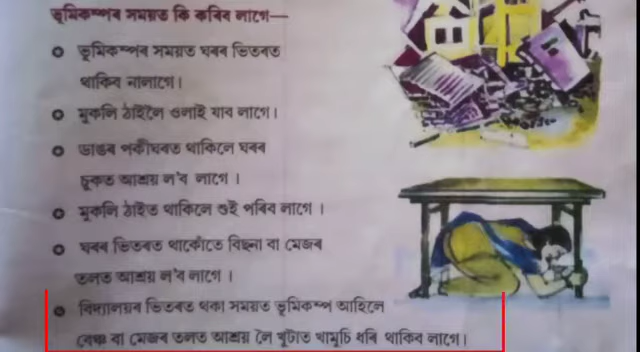 ভূমিকম্পৰ সময়ত কি কৰিব লাগে—
ভূমিকম্পৰ সময়ত ঘৰৰ ভিতৰত
থাকিব নালাগে।
মুকলি ঠাইলৈ ওলাই যাব লাগে।
ডাঙৰ পকীঘৰত থাকিলে ঘৰৰ
চুকত আশ্ৰয় ল'ব লাগে।
মুকলি ঠাইত থাকিলে শুই পৰিব লাগে।
ঘৰৰ ভিতৰত থাকোঁতে বিছনা বা মেজৰ
তলত আশ্ৰয় ল'ব লাগে।
বিদ্যালয়ৰ ভিতৰত থকা সময়ত ভূমিকম্প আহিলে
বেঞ্চ বা মেজৰ তলত আশ্ৰয় লৈ খুটাত খামুচি ধৰি থাকিব লাগে।